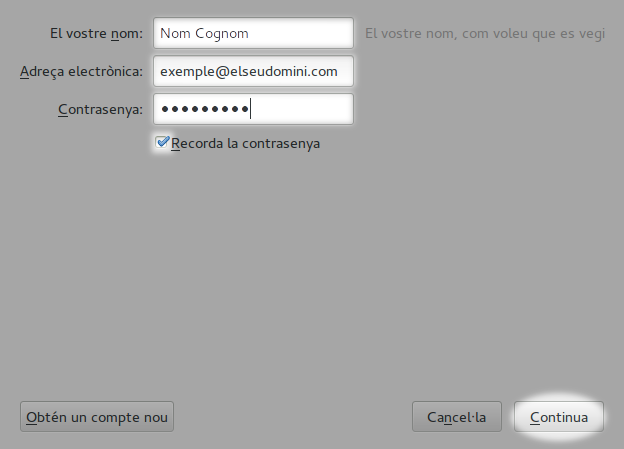 El vostre nom: Nom Cognom El vostre nom, com voleu que es vegi
Adreça electrònica: exemple@elseudomini.com
Contrasenya: •••••••••
Recorda la contrasenya
Obtén un compte nou Cancel·la Continua